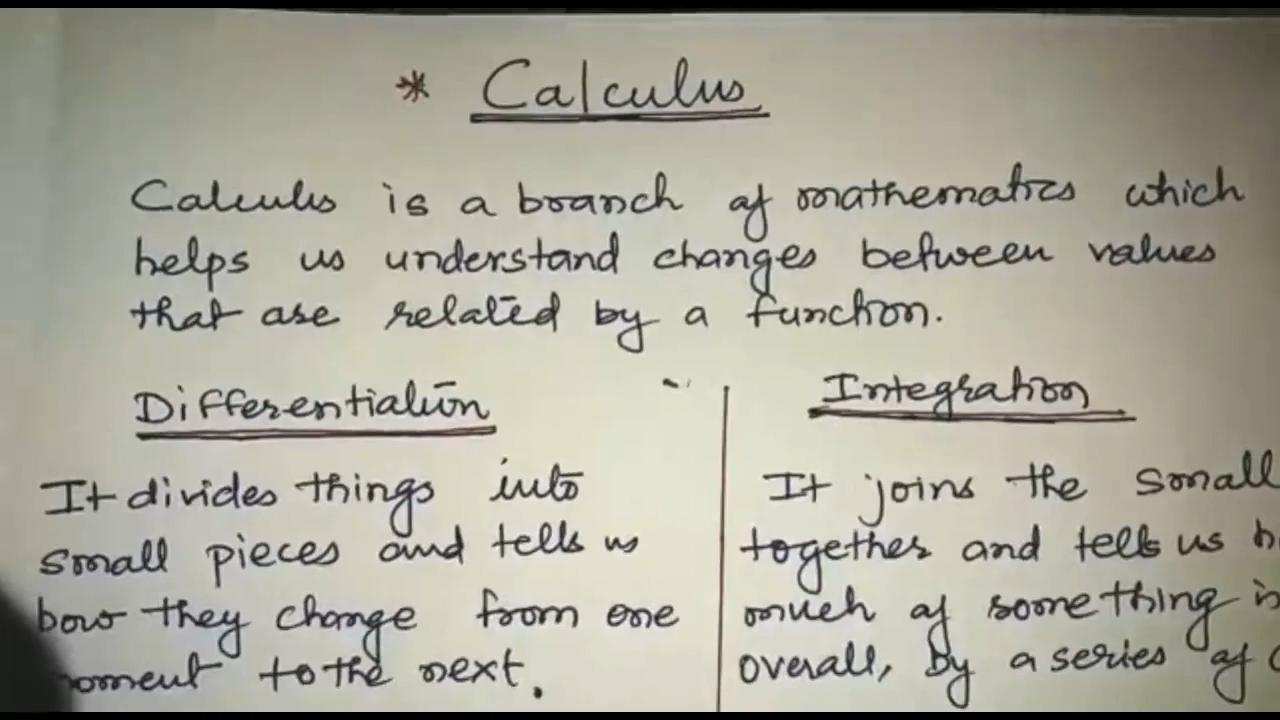 * Calculus
Calculus is a branch of mathematics which
helps us understand changes between values
that are related by a function.
Differentiation
It divides things into
small pieces and tells us
how they change from one
moment to the next.
Integration
It joins the small
together and tells us
much of something is
overall, by a series of